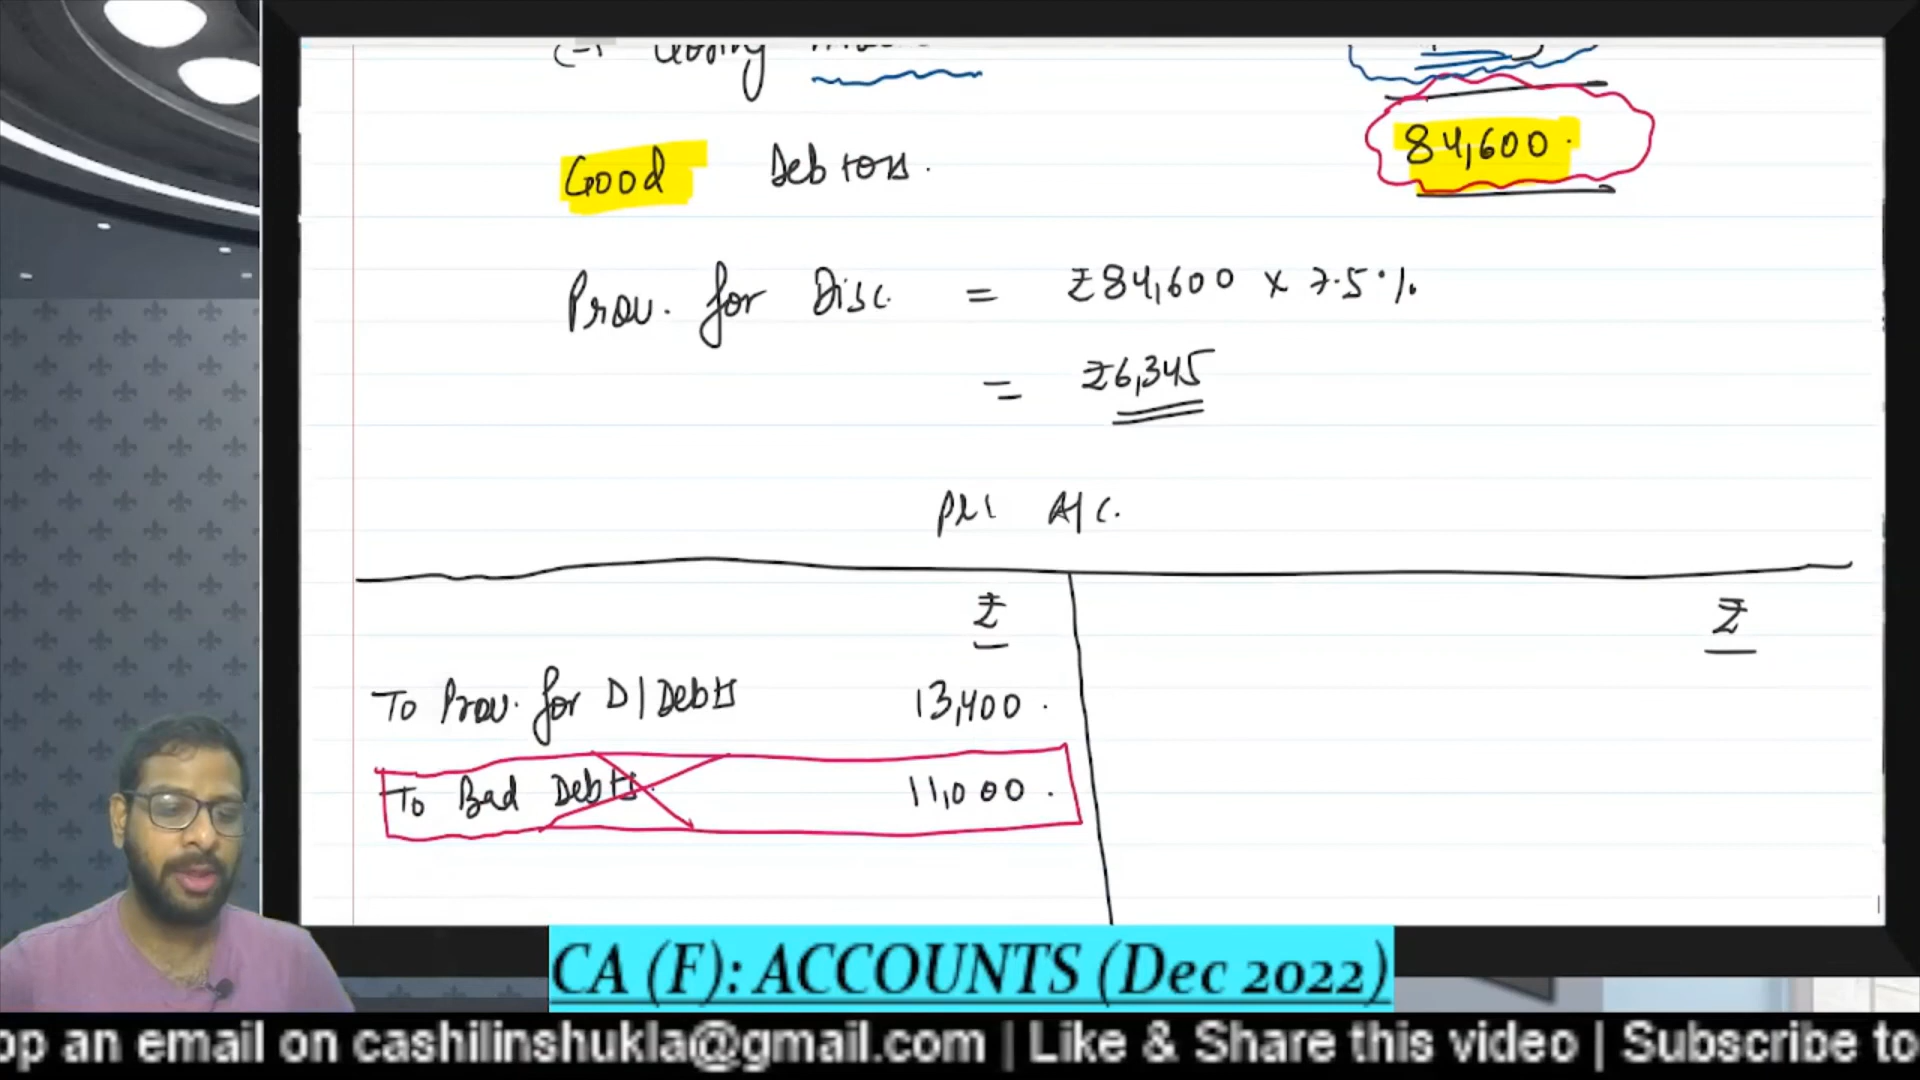 (-) Closing
84,600.
Good Debtors.
Prov. for Disc. = ₹84,600 x 7.5%
= ₹6,345
P&L A/C.
₹ ₹
To Prov. for D/Debts 13,400.
To Bad Debts. 11,000.
CA (F): ACCOUNTS (Dec 2022)
op an email on cashilinshukla@gmail.com | Like & Share this video | Subscribe to